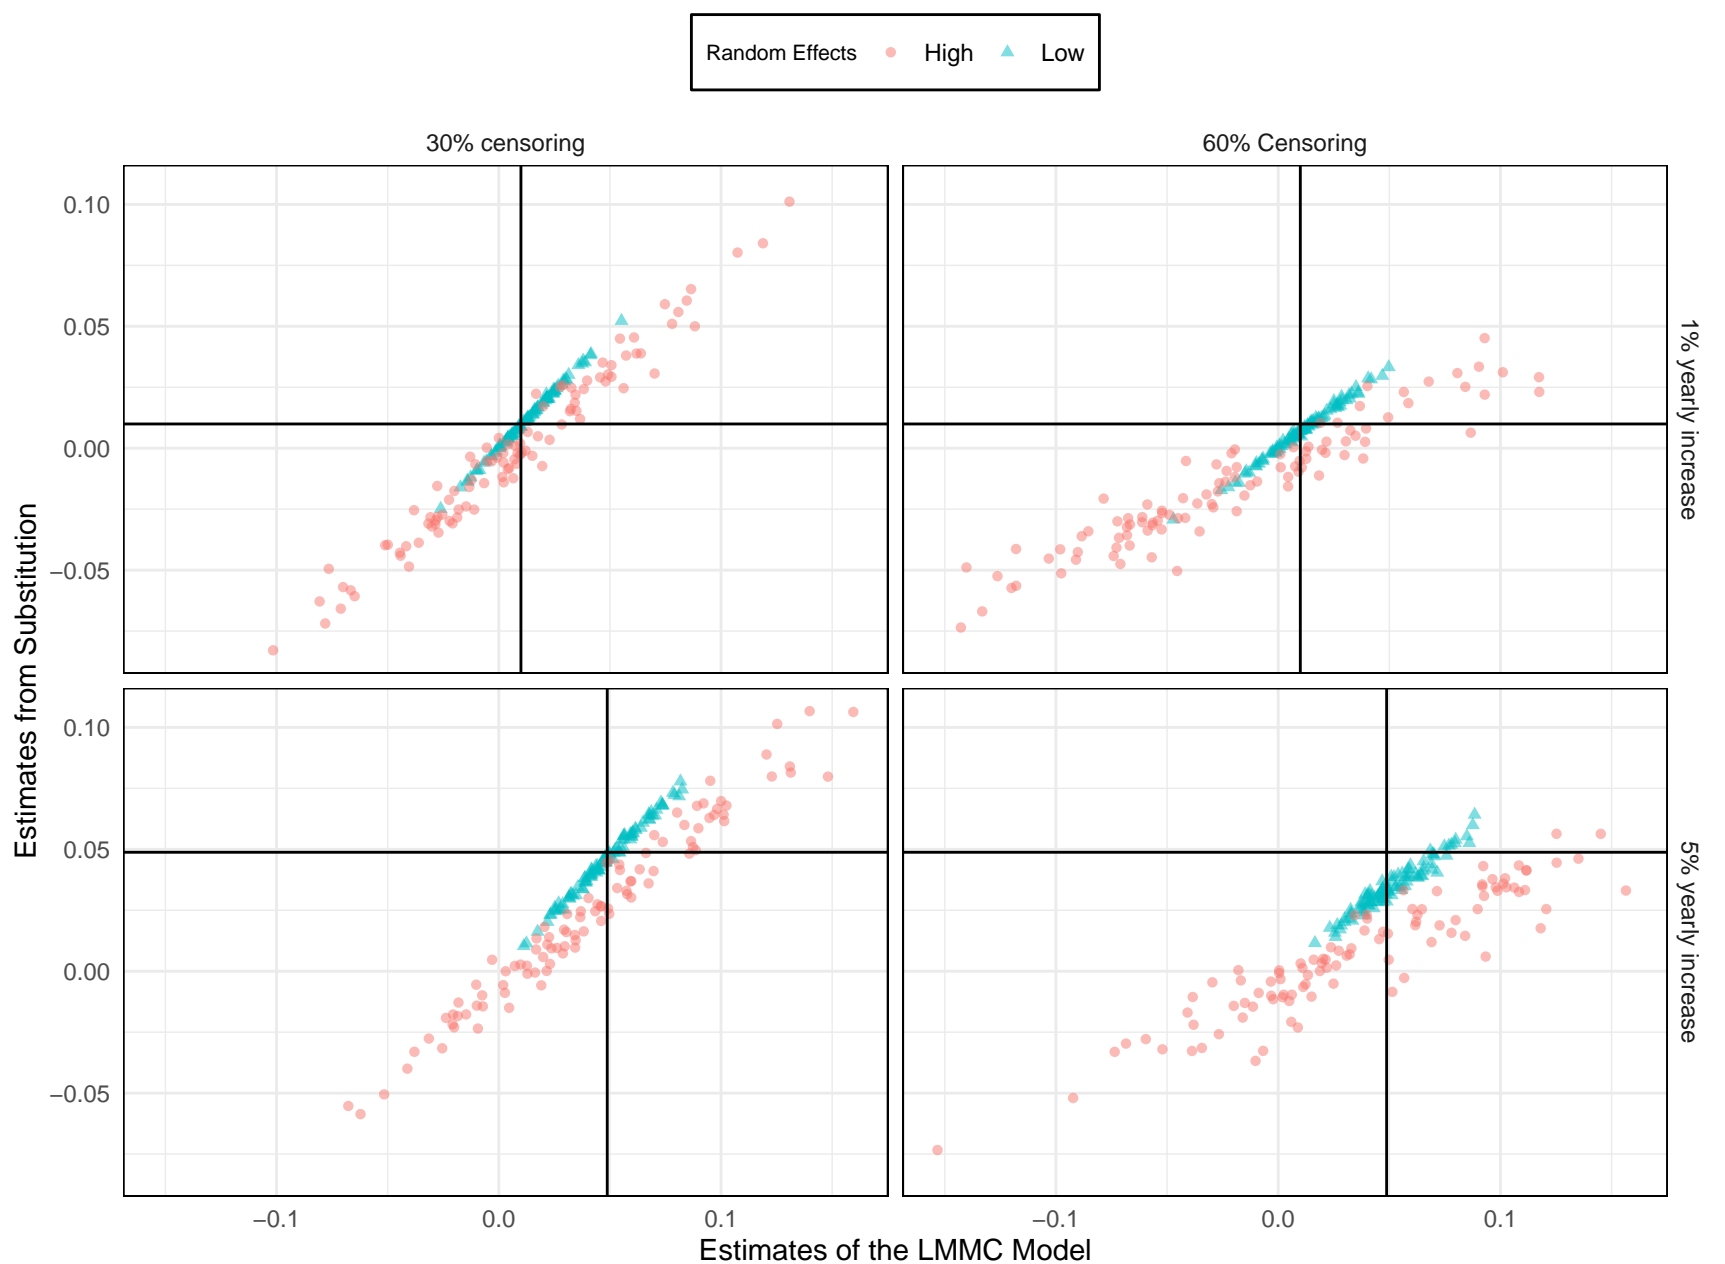 Random Effects High Low
30% censoring 60% Censoring
0.10
0.05
0.00
−0.05
1% yearly increase
0.10
0.05
0.00
−0.05
5% yearly increase
Estimates from Substitution
−0.1 0.0 0.1 −0.1 0.0 0.1
Estimates of the LMMC Model